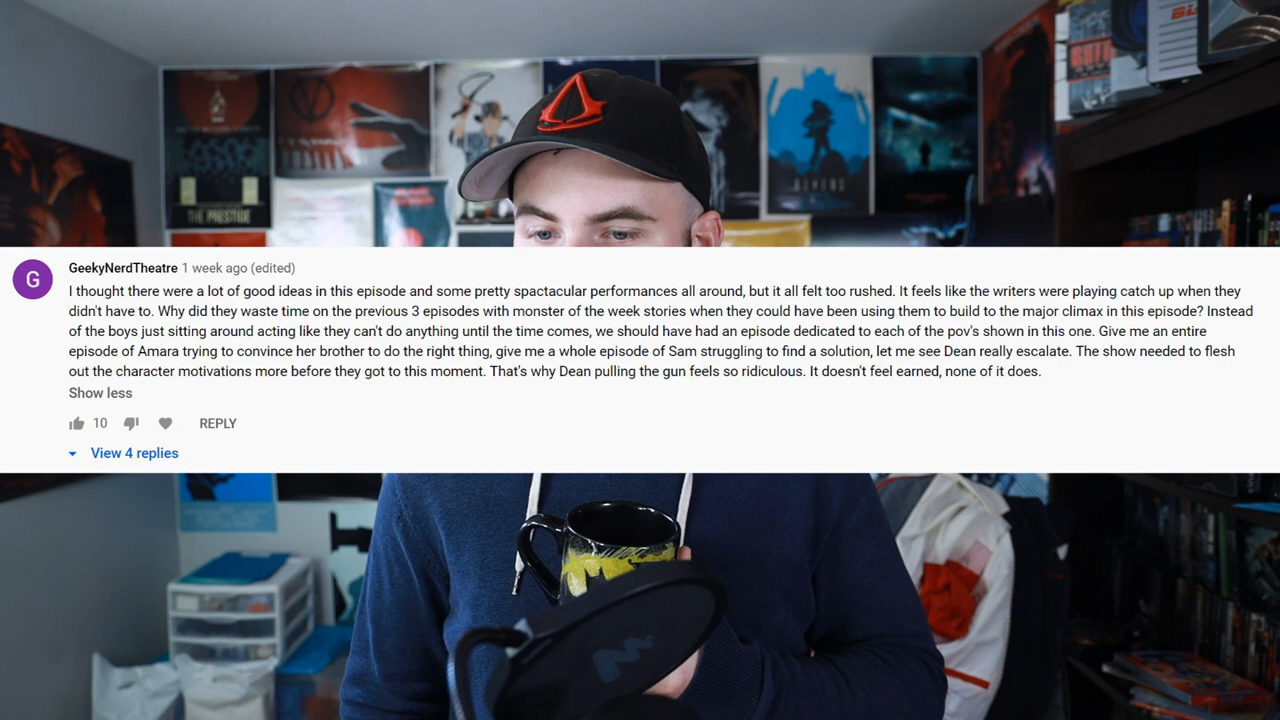 THE PRESTIGE
ALIENS
G
GeekyNerdTheatre 1 week ago (edited)
I thought there were a lot of good ideas in this episode and some pretty spactacular performances all around, but it all felt too rushed. It feels like the writers were playing catch up when they
didn't have to. Why did they waste time on the previous 3 episodes with monster of the week stories when they could have been using them to build to the major climax in this episode? Instead
of the boys just sitting around acting like they can't do anything until the time comes, we should have had an episode dedicated to each of the pov's shown in this one. Give me an entire
episode of Amara trying to convince her brother to do the right thing, give me a whole episode of Sam struggling to find a solution, let me see Dean really escalate. The show needed to flesh
out the character motivations more before they got to this moment. That's why Dean pulling the gun feels so ridiculous. It doesn't feel earned, none of it does.
Show less
10
REPLY
View 4 replies